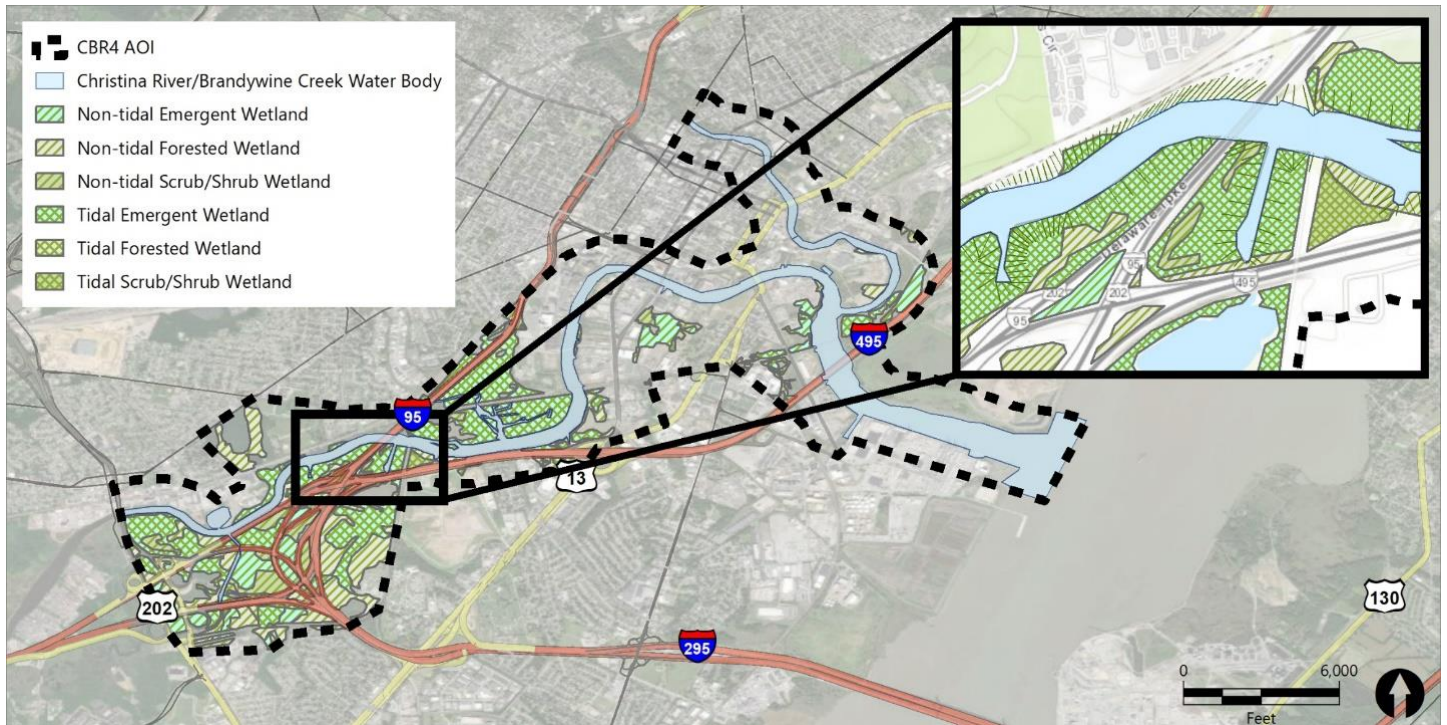 CBR4 AOI
Christina River/Brandywine Creek Water Body
Non-tidal Emergent Wetland
Non-tidal Forested Wetland
Non-tidal Scrub/Shrub Wetland
Tidal Emergent Wetland
Tidal Forested Wetland
Tidal Scrub/Shrub Wetland
Cir
Delaware Tpke
95
202
202
495
95
495
95
13
202
295
130
0
6,000
Feet